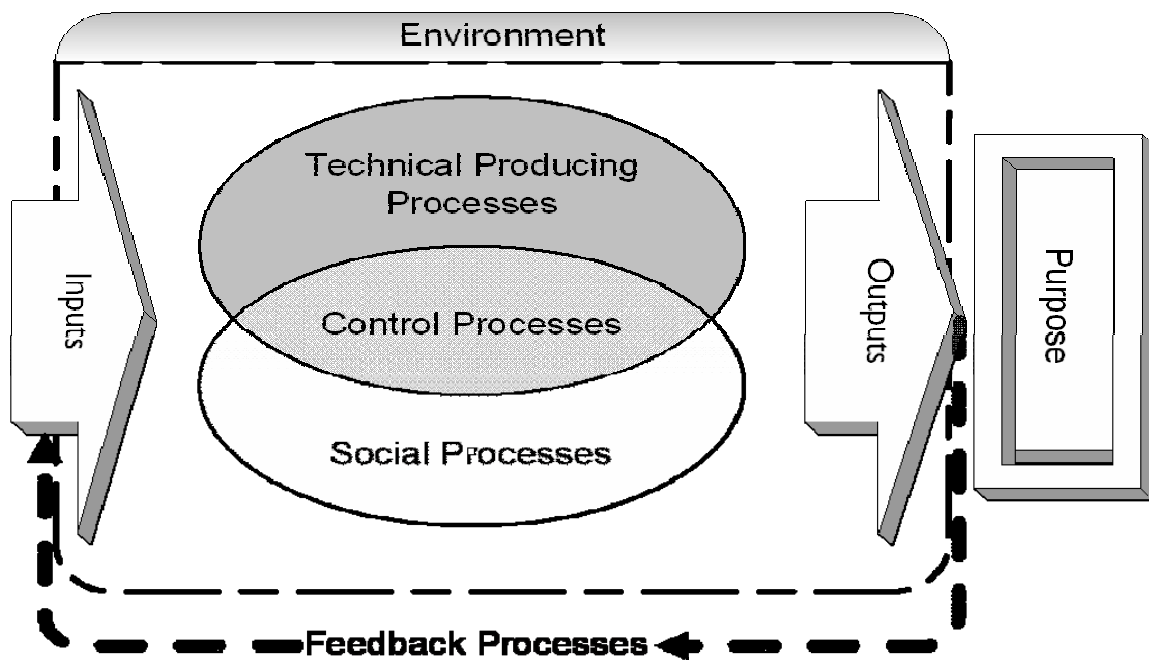 Environment
Technical Producing
Processes
Inputs
Control Processes
Outputs
Purpose
Social Processes
Feedback Processes